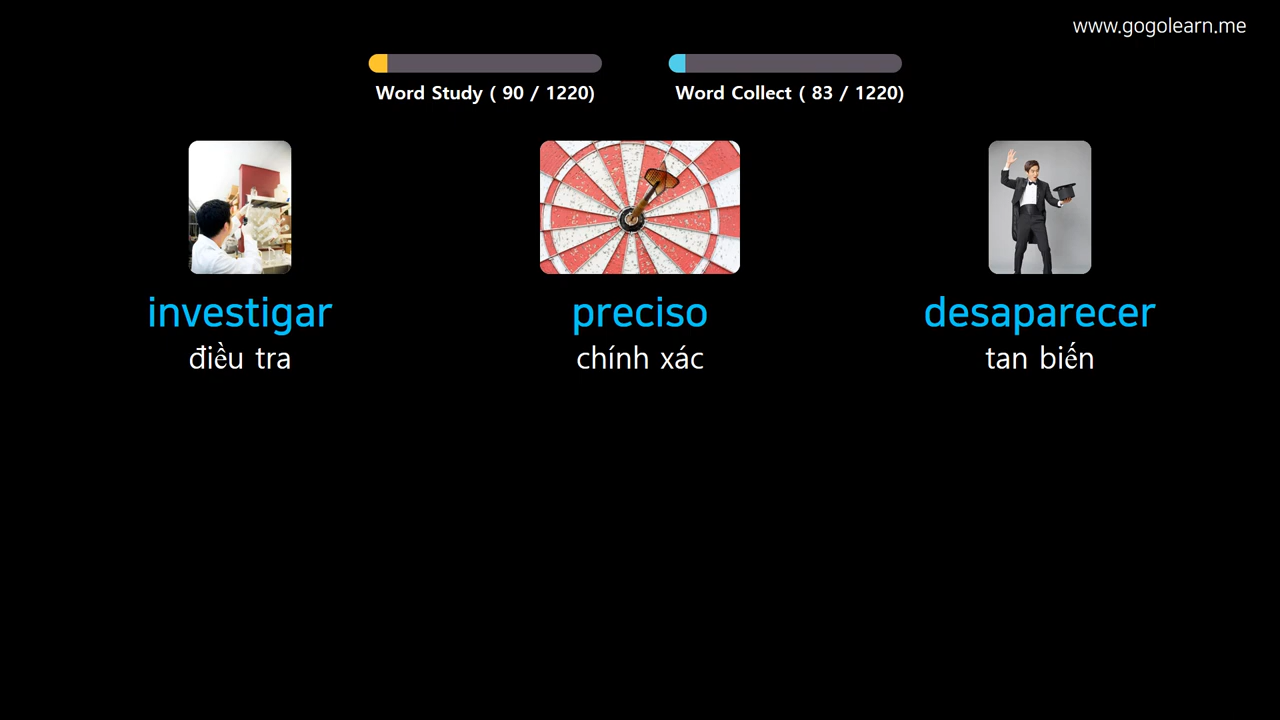 www.gogolearn.me
Word Study ( 90 / 1220)
Word Collect ( 83 / 1220)
investigar
điều tra
preciso
chính xác
desaparecer
tan biến